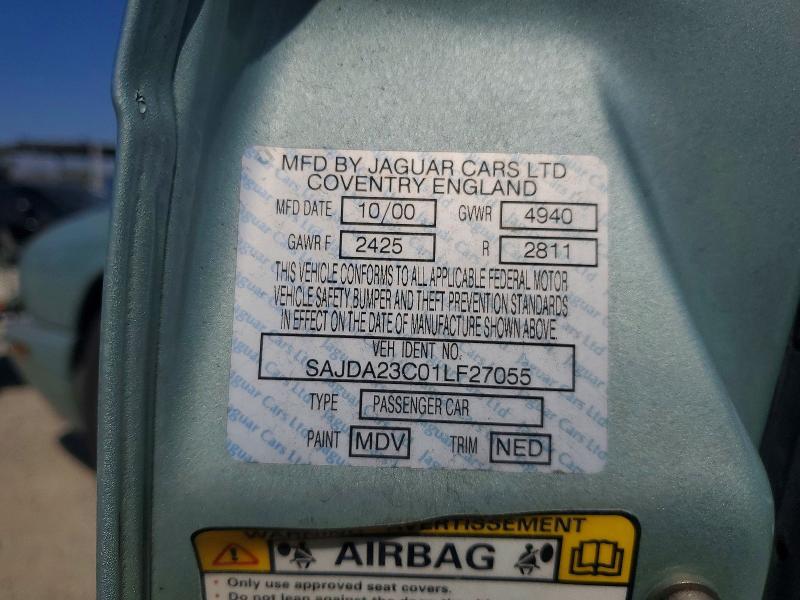 MFD BY JAGUAR CARS LTD
COVENTRY ENGLAND
MFD DATE 10/00 GVWR 4940
GAWR F 2425 R 2811
THIS VEHICLE CONFORMS TO ALL APPLICABLE FEDERAL MOTOR
VEHICLE SAFETY BUMPER AND THEFT PREVENTION STANDARDS
IN EFFECT ON THE DATE OF MANUFACTURE SHOWN ABOVE.
VEH IDENT NO.
SAJDA23C01LF27055
TYPE PASSENGER CAR
PAINT MDV TRIM NED
AIRBAG
• Only use approved seat covers.